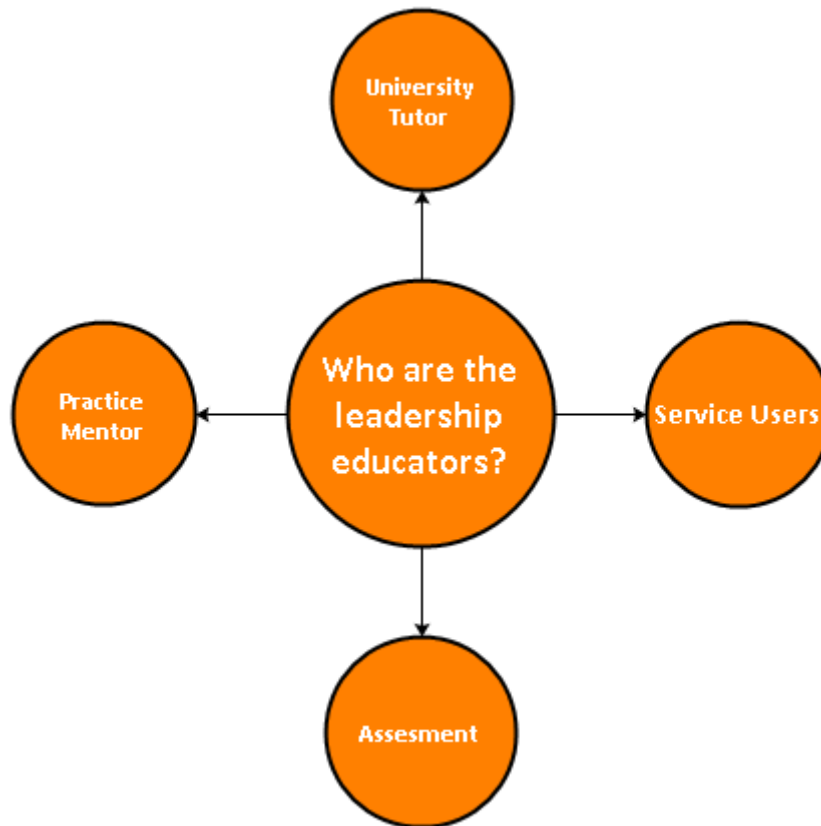 University
Tutor
Who are the
leadership
educators?
Practice
Mentor
Service Users
Assesment